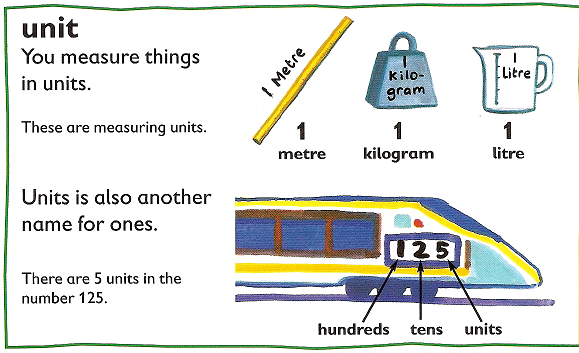 unit
You measure things
in units.
These are measuring units.
1 Metre
1
Kilo-
gram
1
Litre
1
metre
1
kilogram
1
litre
Units is also another
name for ones.
There are 5 units in the
number 125.
125
hundreds tens units